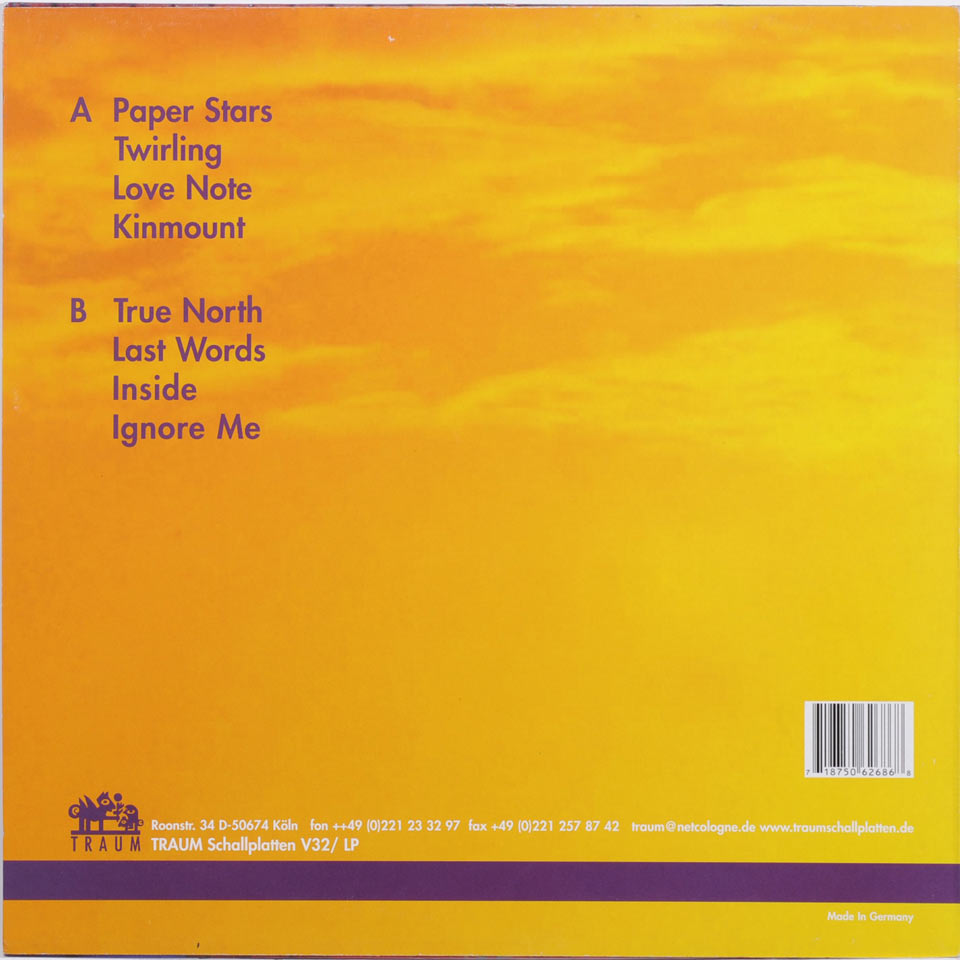 A Paper Stars
Twirling
Love Note
Kinmount
B True North
Last Words
Inside
Ignore Me
7 18750 62686 8
Roonstr. 34 D-50674 Köln fon ++49 (0)221 23 32 97 fax +49 (0)221 257 87 42 traum@netcologne.de www.traumschallplatten.de
TRAUM TRAUM Schallplatten V32/ LP
Made In Germany